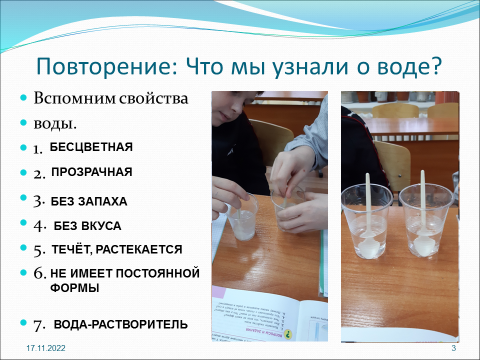 Повторение: Что мы узнали о воде?
Вспомним свойства
воды.
1. БЕСЦВЕТНАЯ
2. ПРОЗРАЧНАЯ
3. БЕЗ ЗАПАХА
4. БЕЗ ВКУСА
5. ТЕЧЁТ, РАСТЕКАЕТСЯ
6. НЕ ИМЕЕТ ПОСТОЯННОЙ
ФОРМЫ
7. ВОДА-РАСТВОРИТЕЛЬ
17.11.2022
3